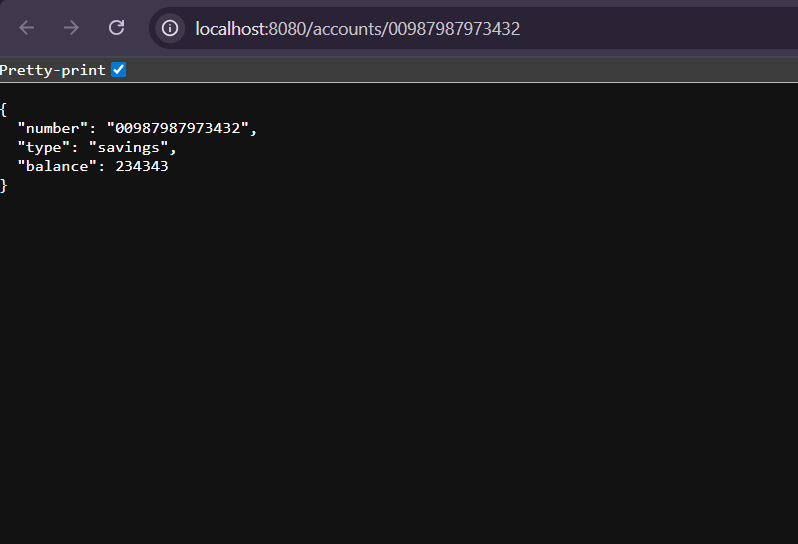 localhost:8080/accounts/00987987973432
Pretty-print
{
  "number": "00987987973432",
  "type": "savings",
  "balance": 234343
}